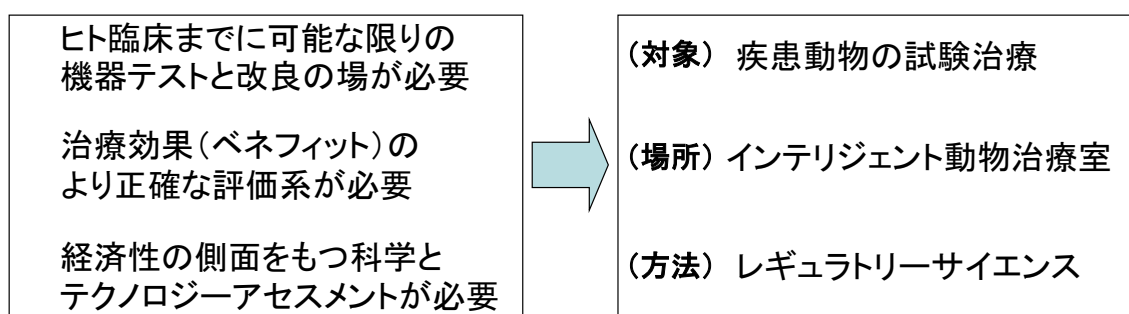 ヒト臨床までに可能な限りの
機器テストと改良の場が必要
治療効果(ベネフィット)の
より正確な評価系が必要
経済性の側面をもつ科学と
テクノロジーアセスメントが必要
(対象) 疾患動物の試験治療
(場所) インテリジェント動物治療室
(方法) レギュラトリーサイエンス